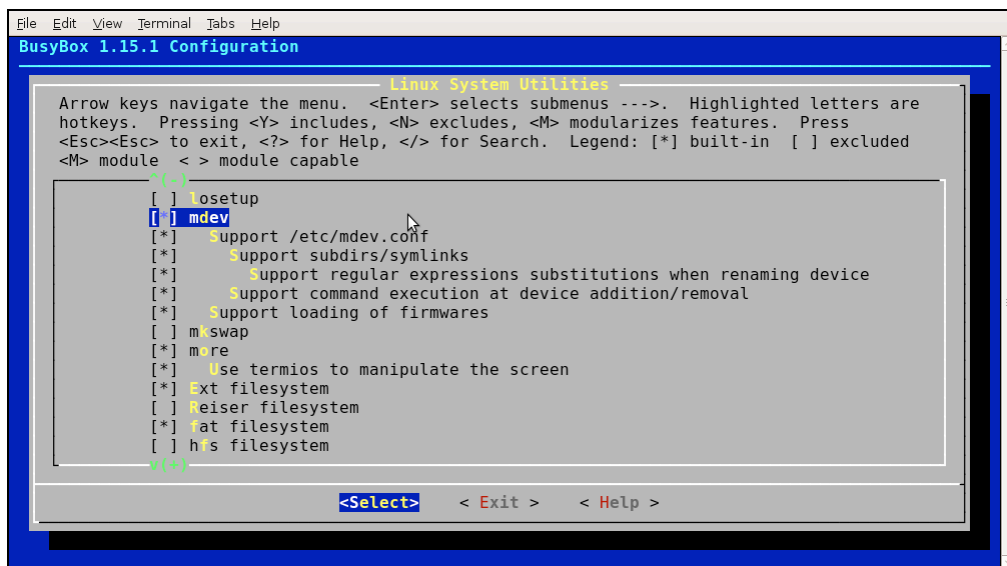 File Edit View Terminal Tabs Help
BusyBox 1.15.1 Configuration
Linux System Utilities
Arrow keys navigate the menu. <Enter> selects submenus --->. Highlighted letters are
hotkeys. Pressing <Y> includes, <N> excludes, <M> modularizes features. Press
<Esc><Esc> to exit, <?> for Help, </> for Search. Legend: [*] built-in [ ] excluded
<M> module < > module capable
^(-)
[ ] losetup
[*] mdev
[*] Support /etc/mdev.conf
[*] Support subdirs/symlinks
[*] Support regular expressions substitutions when renaming device
[*] Support command execution at device addition/removal
[*] Support loading of firmwares
[ ] mkswap
[*] more
[*] Use termios to manipulate the screen
[*] Ext filesystem
[ ] Reiser filesystem
[*] fat filesystem
[ ] hfs filesystem
v(+)
<Select> < Exit > < Help >